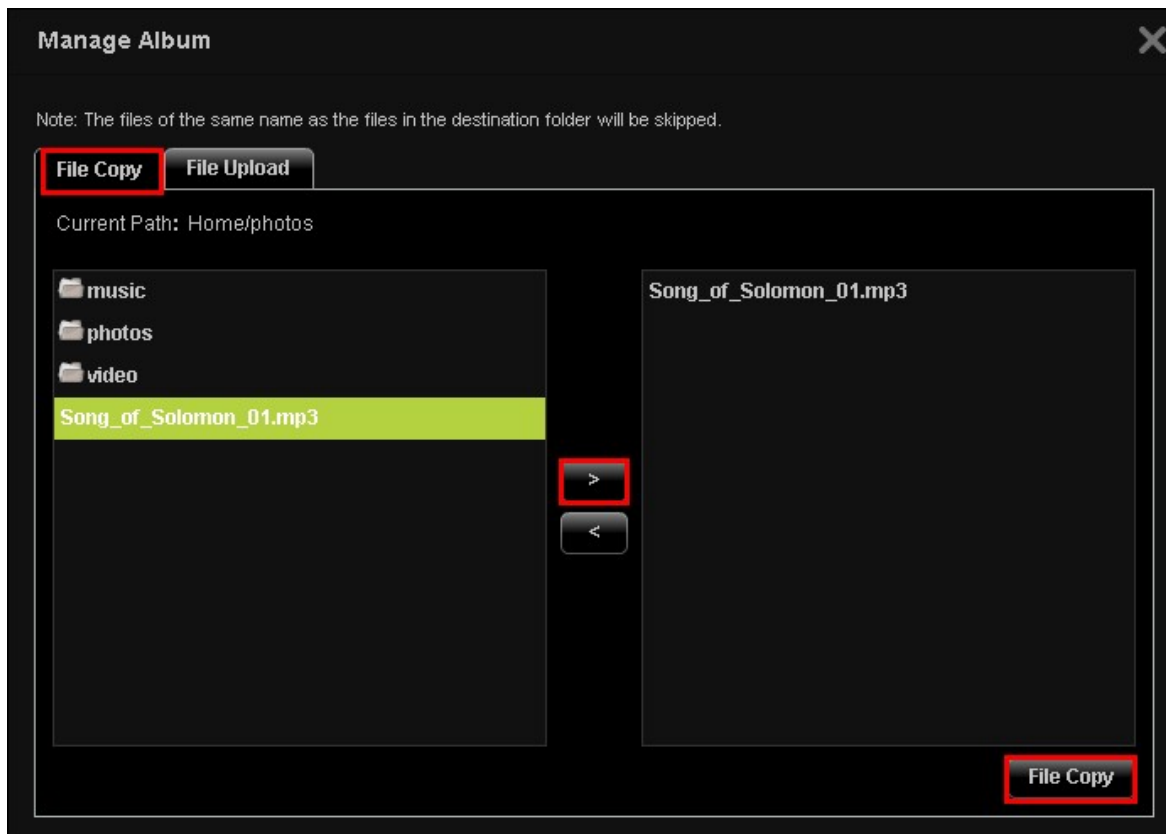 Manage Album
Note: The files of the same name as the files in the destination folder will be skipped.
File Copy
File Upload
Current Path: Home/photos
music
photos
video
Song_of_Solomon_01.mp3
>
<
Song_of_Solomon_01.mp3
File Copy